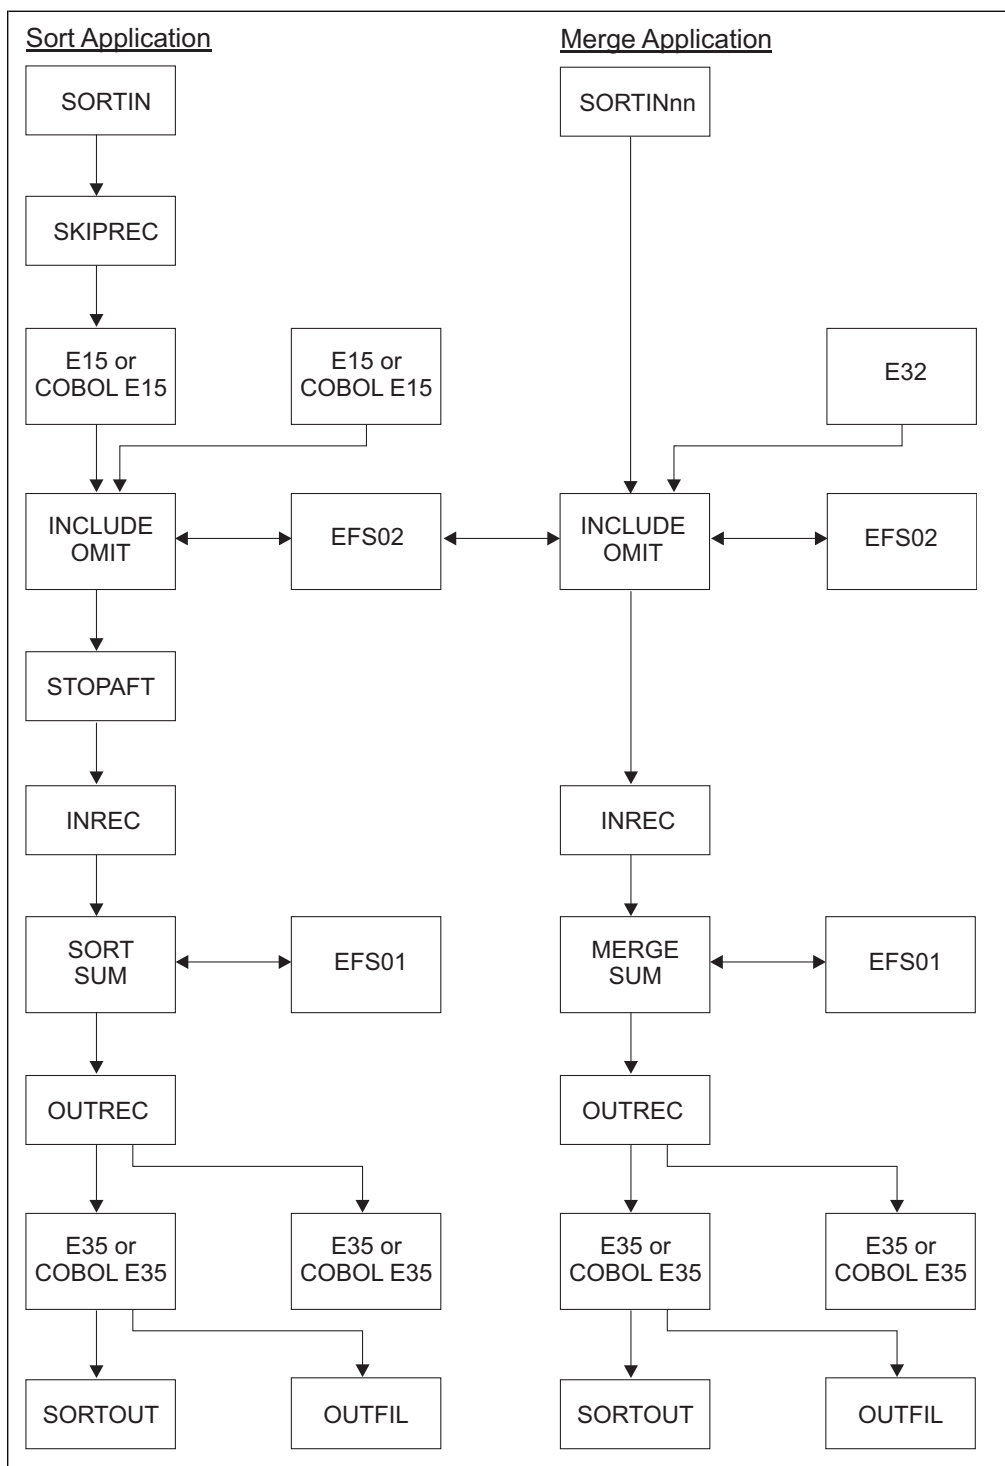 Sort Application
Merge Application
SORTIN
SORTINnn
SKIPREC
E15 or
COBOL E15
E15 or
COBOL E15
E32
INCLUDE
OMIT
EFS02
INCLUDE
OMIT
EFS02
STOPAFT
INREC
INREC
SORT
SUM
EFS01
MERGE
SUM
EFS01
OUTREC
OUTREC
E35 or
COBOL E35
E35 or
COBOL E35
E35 or
COBOL E35
E35 or
COBOL E35
SORTOUT
OUTFIL
SORTOUT
OUTFIL